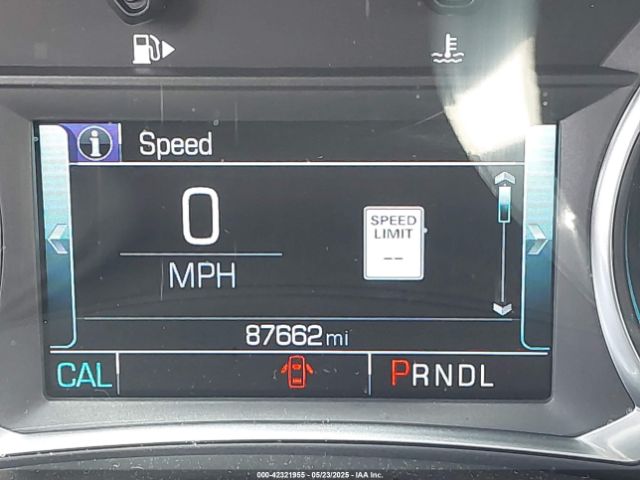 Speed
0
MPH
SPEED
LIMIT
--
87662 mi
CAL
PRNDL
000-42321955 - 05/23/2025 - IAA Inc.